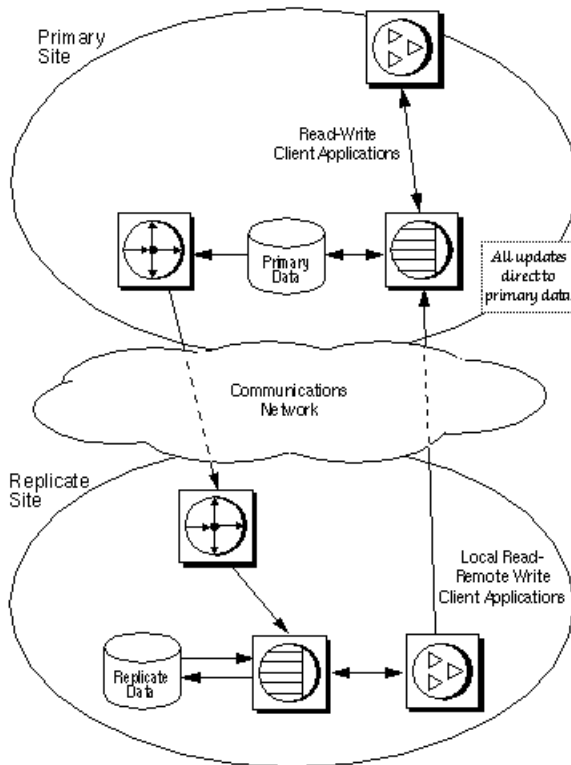 Primary
Site
Read-Write
Client Applications
Primary
Data
All updates
direct to
primary data
Communications
Network
Replicate
Site
Local Read-
Remote Write
Client Applications
Replicate
Data